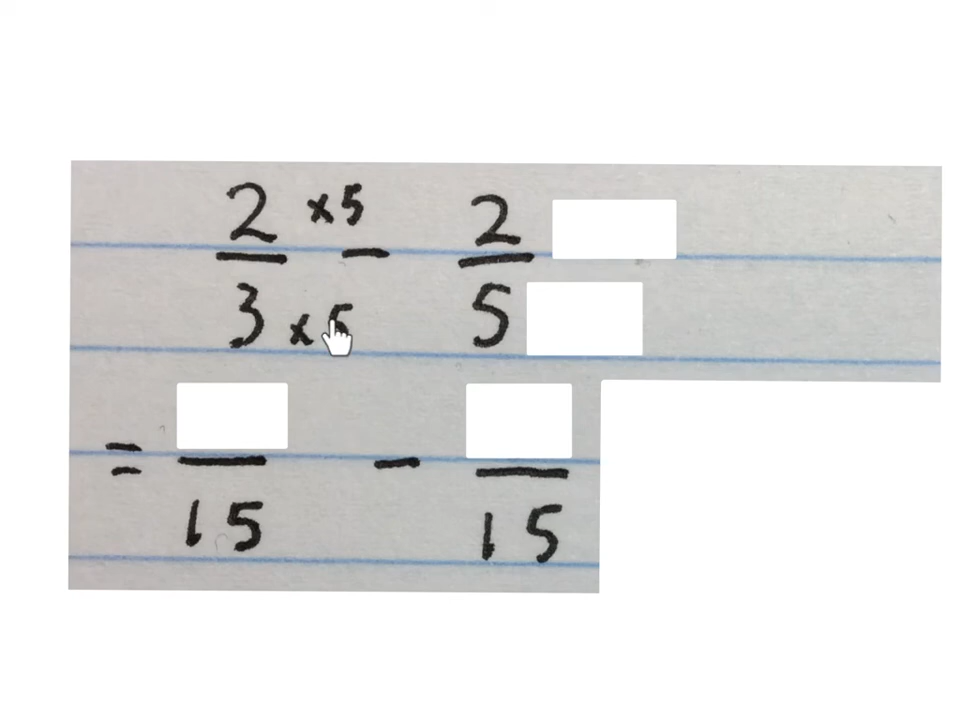 2 ×5 2
— − —
3 ×5 5
= — − —
15 15